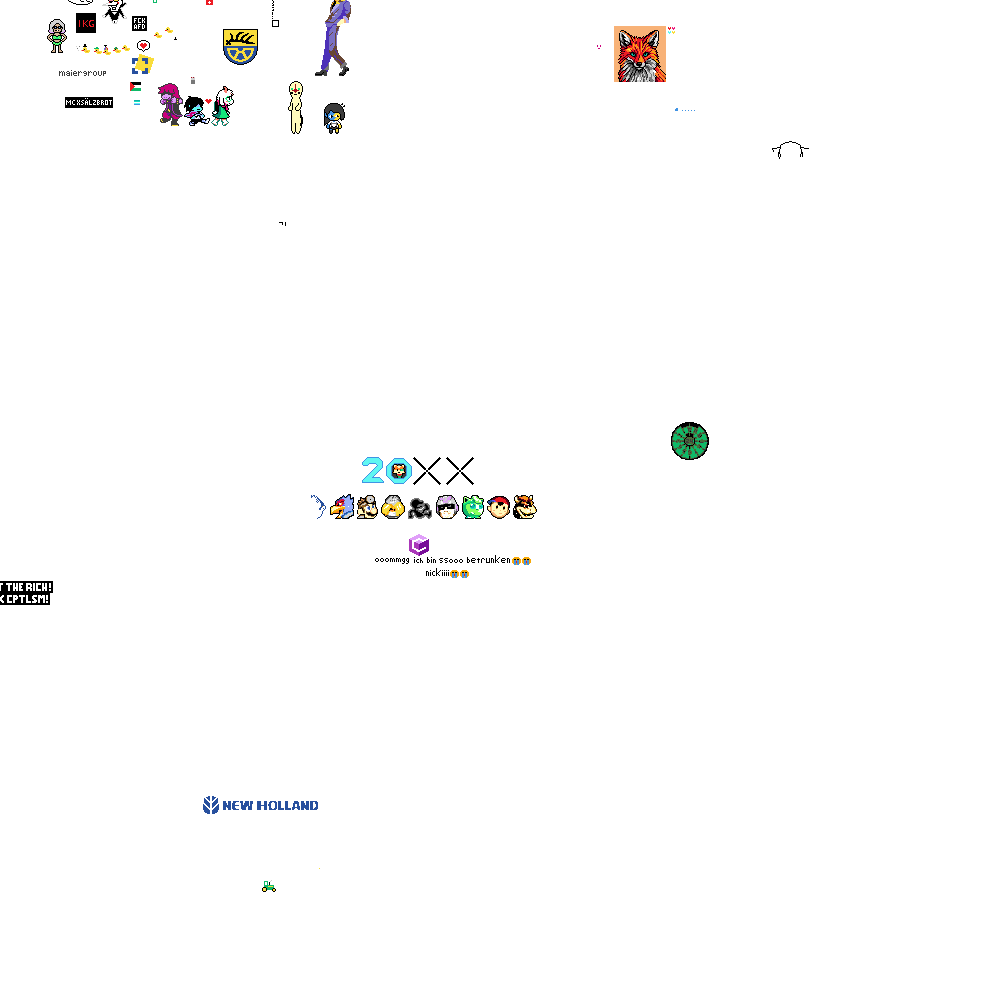 IKG
FCK
AFD
maiergroup
MCXSÄLZBROT
20XX
ooommgg ich bin ssooo betrunken
nickiiii
T THE RICH!
K CPTLSM!
NEW HOLLAND